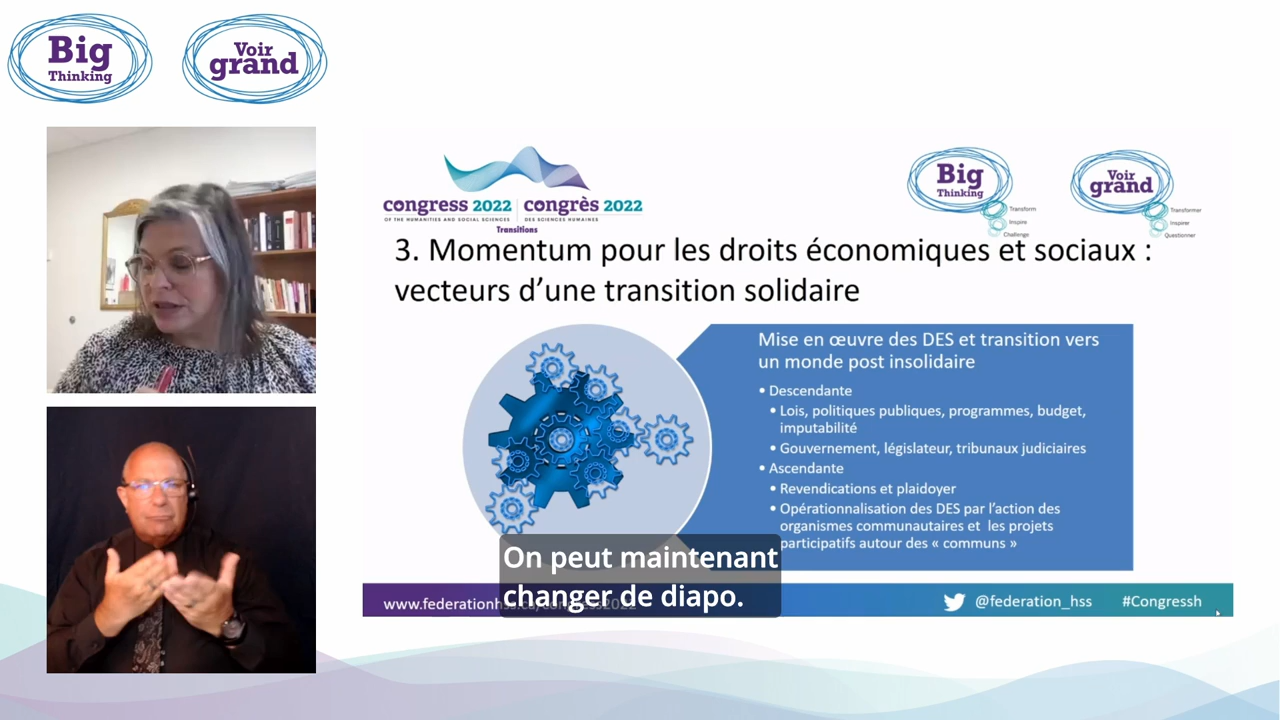 Big
Thinking
Voir
grand
congress 2022
OF THE HUMANITIES AND SOCIAL SCIENCES
congrès 2022
DES SCIENCES HUMAINES
Transitions
Big
Thinking
Transform
Inspire
Challenge
Voir
grand
Transformer
Inspirer
Questionner
3. Momentum pour les droits économiques et sociaux :
vecteurs d’une transition solidaire
Mise en œuvre des DES et transition vers
un monde post insolidaire
• Descendante
• Lois, politiques publiques, programmes, budget,
imputabilité
• Gouvernement, législateur, tribunaux judiciaires
• Ascendante
• Revendications et plaidoyer
• Opérationnalisation des DES par l’action des
organismes communautaires et les projets
participatifs autour des « communs »
On peut maintenant
changer de diapo.
www.federationhss.ca/congress2022
@federation_hss
#Congressh